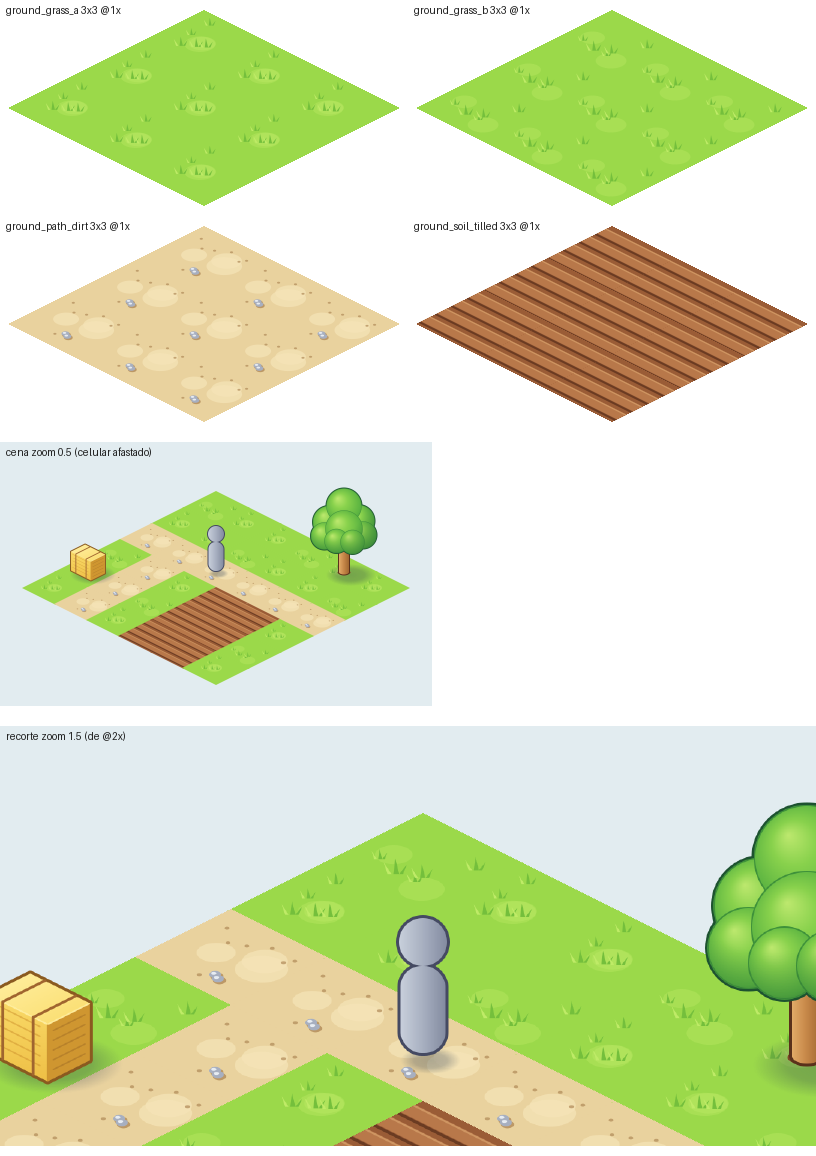 ground_grass_a 3x3 @1x
ground_grass_b 3x3 @1x
ground_path_dirt 3x3 @1x
ground_soil_tilled 3x3 @1x
cena zoom 0.5 (celular afastado)
recorte zoom 1.5 (de @2x)